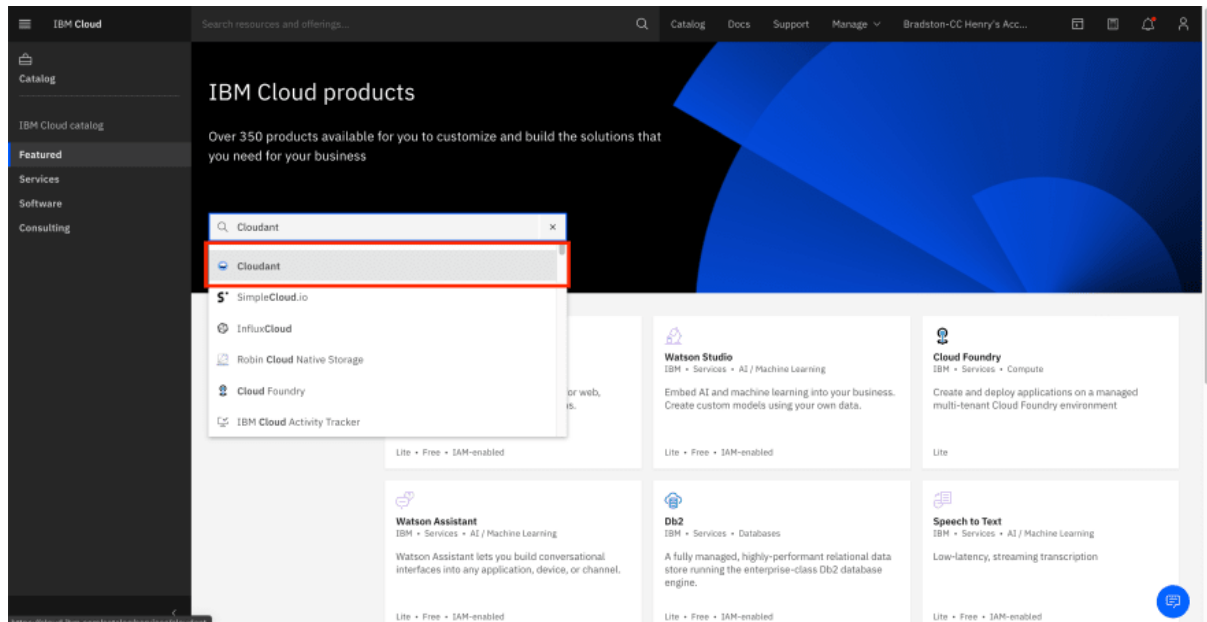 IBM Cloud
Search resources and offerings...
Catalog
Docs
Support
Manage
Bradston-CC Henry's Acc...
Catalog
IBM Cloud catalog
Featured
Services
Software
Consulting
IBM Cloud products
Over 350 products available for you to customize and build the solutions that
you need for your business
Cloudant
Cloudant
SimpleCloud.io
InfluxCloud
Robin Cloud Native Storage
Cloud Foundry
IBM Cloud Activity Tracker
or web,
Lite • Free • IAM-enabled
Watson Studio
IBM • Services • AI / Machine Learning
Embed AI and machine learning into your business.
Create custom models using your own data.
Lite • Free • IAM-enabled
Cloud Foundry
IBM • Services • Compute
Create and deploy applications on a managed
multi-tenant Cloud Foundry environment
Lite
Watson Assistant
IBM • Services • AI / Machine Learning
Watson Assistant lets you build conversational
interfaces into any application, device, or channel.
Lite • Free • IAM-enabled
Db2
IBM • Services • Databases
A fully managed, highly-performant relational data
store running the enterprise-class Db2 database
engine.
Lite • Free • IAM-enabled
Speech to Text
IBM • Services • AI / Machine Learning
Low-latency, streaming transcription
Lite • Free • IAM-enabled